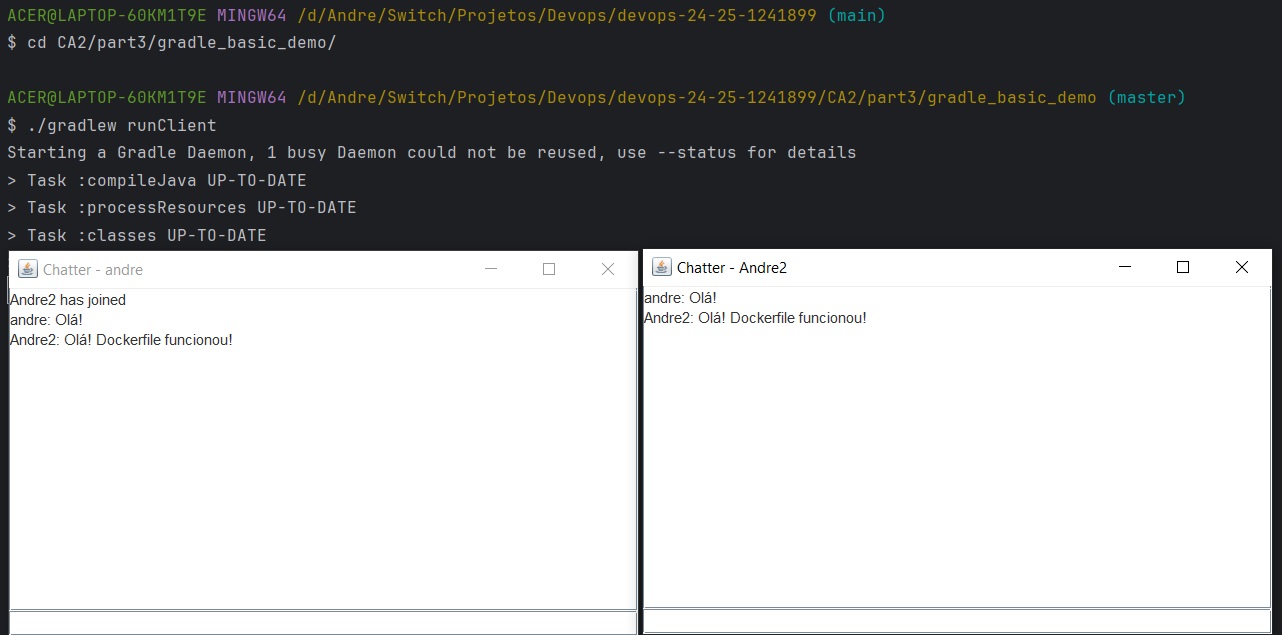 ACER@LAPTOP-60KM1T9E MINGW64 /d/Andre/Switch/Projetos/Devops/devops-24-25-1241899 (main)
$ cd CA2/part3/gradle_basic_demo/
ACER@LAPTOP-60KM1T9E MINGW64 /d/Andre/Switch/Projetos/Devops/devops-24-25-1241899/CA2/part3/gradle_basic_demo (master)
$ ./gradlew runClient
Starting a Gradle Daemon, 1 busy Daemon could not be reused, use --status for details
> Task :compileJava UP-TO-DATE
> Task :processResources UP-TO-DATE
> Task :classes UP-TO-DATE
Chatter - andre
Andre2 has joined
andre: Olá!
Andre2: Olá! Dockerfile funcionou!
Chatter - Andre2
andre: Olá!
Andre2: Olá! Dockerfile funcionou!